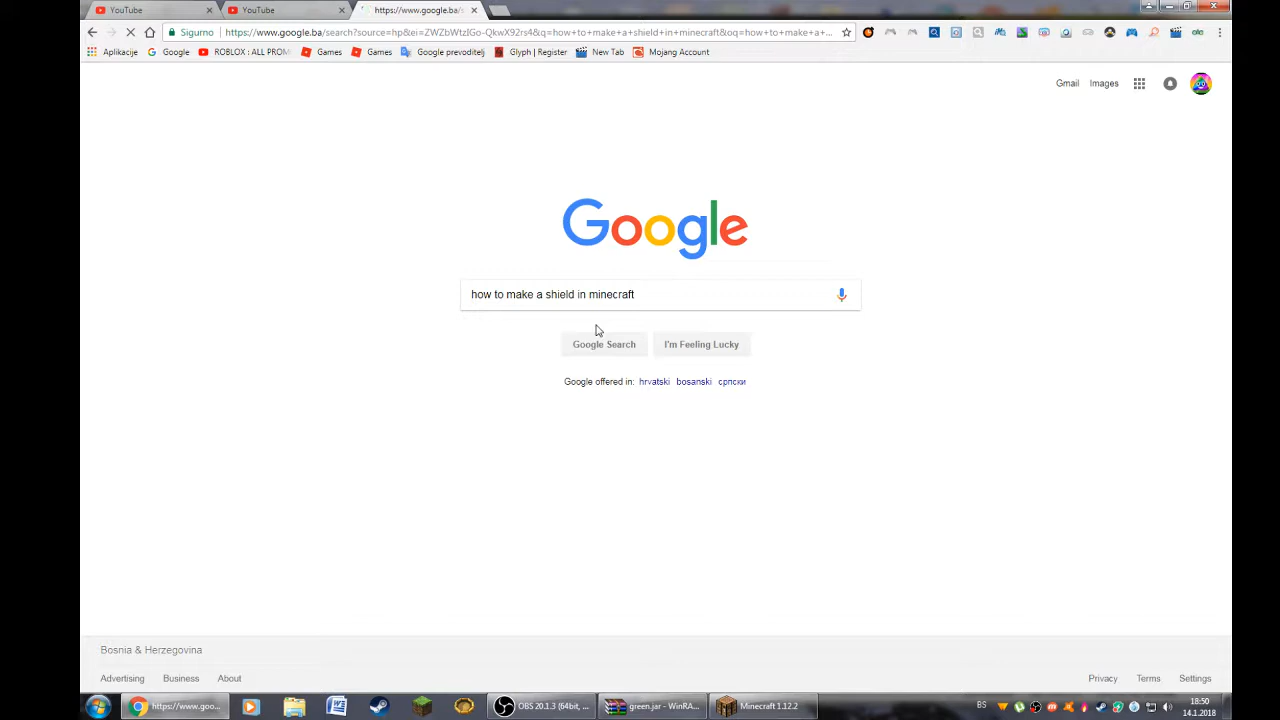 YouTube
YouTube
https://www.google.ba/s
Sigurno
https://www.google.ba/search?source=hp&ei=ZWZbWtzIGo-QkwX92rs4&q=how+to+make+a+shield+in+minecraft&oq=how+to+make+a+...
Aplikacije
Google
ROBLOX : ALL PROM
Games
Games
Google prevoditelj
Glyph | Register
New Tab
Mojang Account
Gmail
Images
Google
how to make a shield in minecraft
Google Search
I'm Feeling Lucky
Google offered in: hrvatski bosanski српски
Bosnia & Herzegovina
Advertising
Business
About
Privacy
Terms
Settings
https://www.goo...
OBS 20.1.3 (64bit, ...
green.jar - WinRA...
Minecraft 1.12.2
BS
18:50
14.1.2018